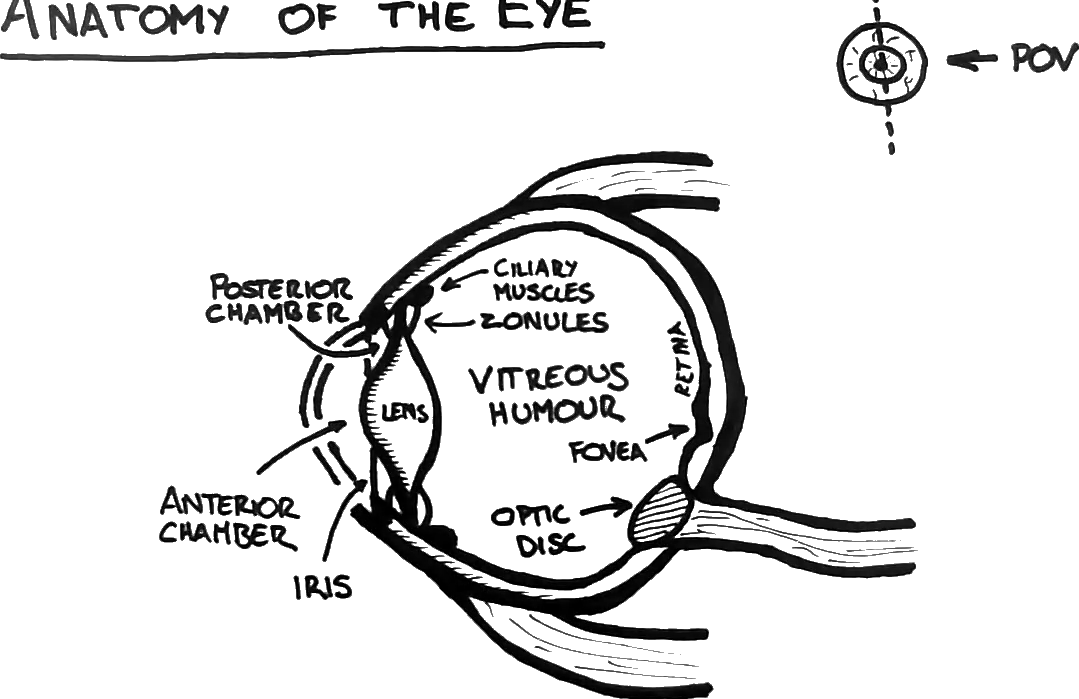 ANATOMY OF THE EYE
POV
CILIARY
MUSCLES
POSTERIOR
CHAMBER
ZONULES
RETINA
VITREOUS
HUMOUR
LENS
FOVEA
ANTERIOR
CHAMBER
OPTIC
DISC
IRIS